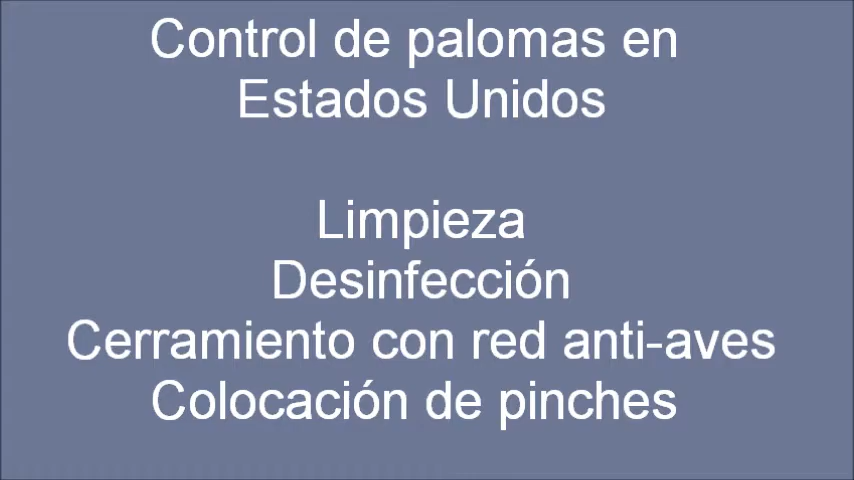 Control de palomas en
Estados Unidos
Limpieza
Desinfección
Cerramiento con red anti-aves
Colocación de pinches